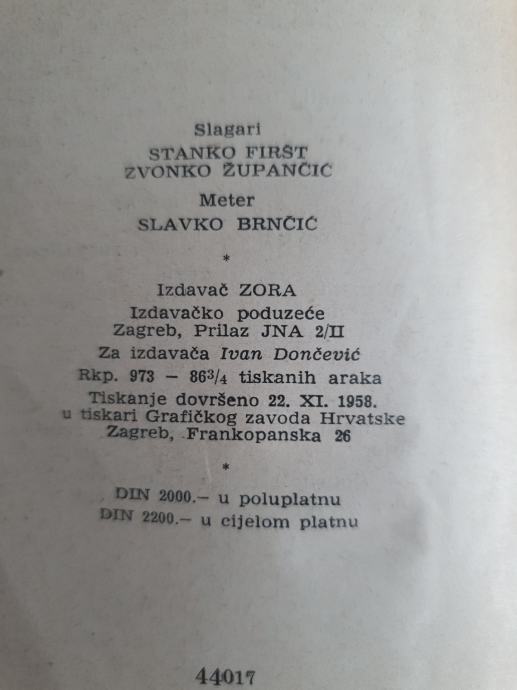 Slagari
STANKO FIRŠT
ZVONKO ŽUPANČIĆ
Meter
SLAVKO BRNČIĆ
*
Izdavač ZORA
Izdavačko poduzeće
Zagreb, Prilaz JNA 2/II
Za izdavača Ivan Dončević
Rkp. 973 — 86³/₄ tiskanih araka
Tiskanje dovršeno 22. XI. 1958.
u tiskari Grafičkog zavoda Hrvatske
Zagreb, Frankopanska 26
*
DIN 2000.— u poluplatnu
DIN 2200.— u cijelom platnu
44017